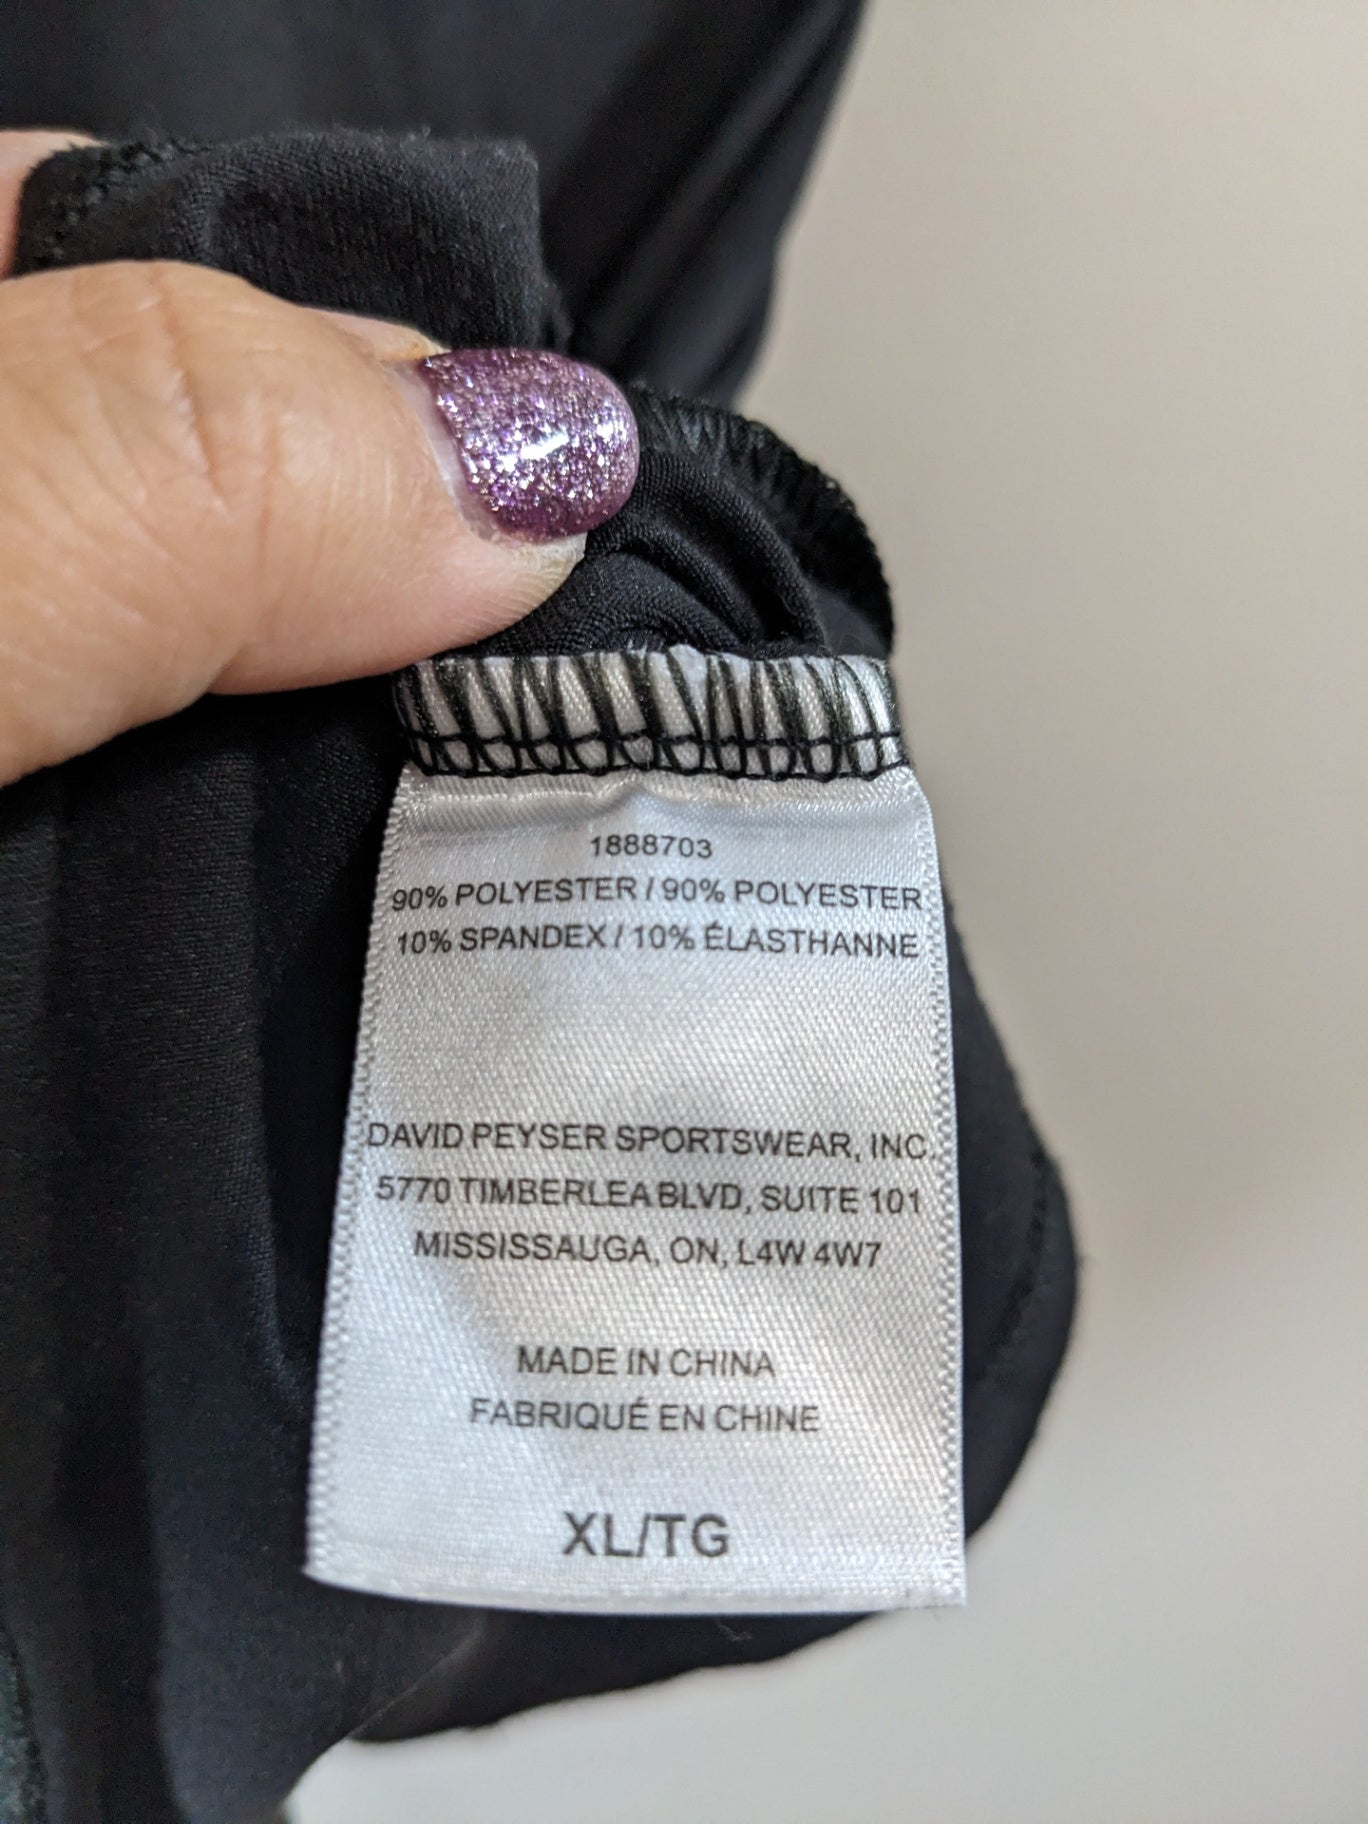 1888703
90% POLYESTER / 90% POLYESTER
10% SPANDEX / 10% ÉLASTHANNE
DAVID PEYSER SPORTSWEAR, INC.
5770 TIMBERLEA BLVD, SUITE 101
MISSISSAUGA, ON, L4W 4W7
MADE IN CHINA
FABRIQUÉ EN CHINE
XL/TG